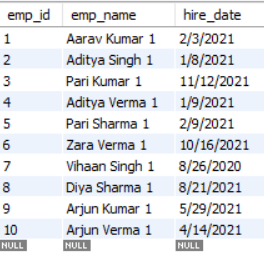 emp_id emp_name hire_date
1 Aarav Kumar 1 2/3/2021
2 Aditya Singh 1 1/8/2021
3 Pari Kumar 1 11/12/2021
4 Aditya Verma 1 1/9/2021
5 Pari Sharma 1 2/9/2021
6 Zara Verma 1 10/16/2021
7 Vihaan Singh 1 8/26/2020
8 Diya Sharma 1 8/21/2021
9 Arjun Kumar 1 5/29/2021
10 Arjun Verma 1 4/14/2021
NULL NULL NULL